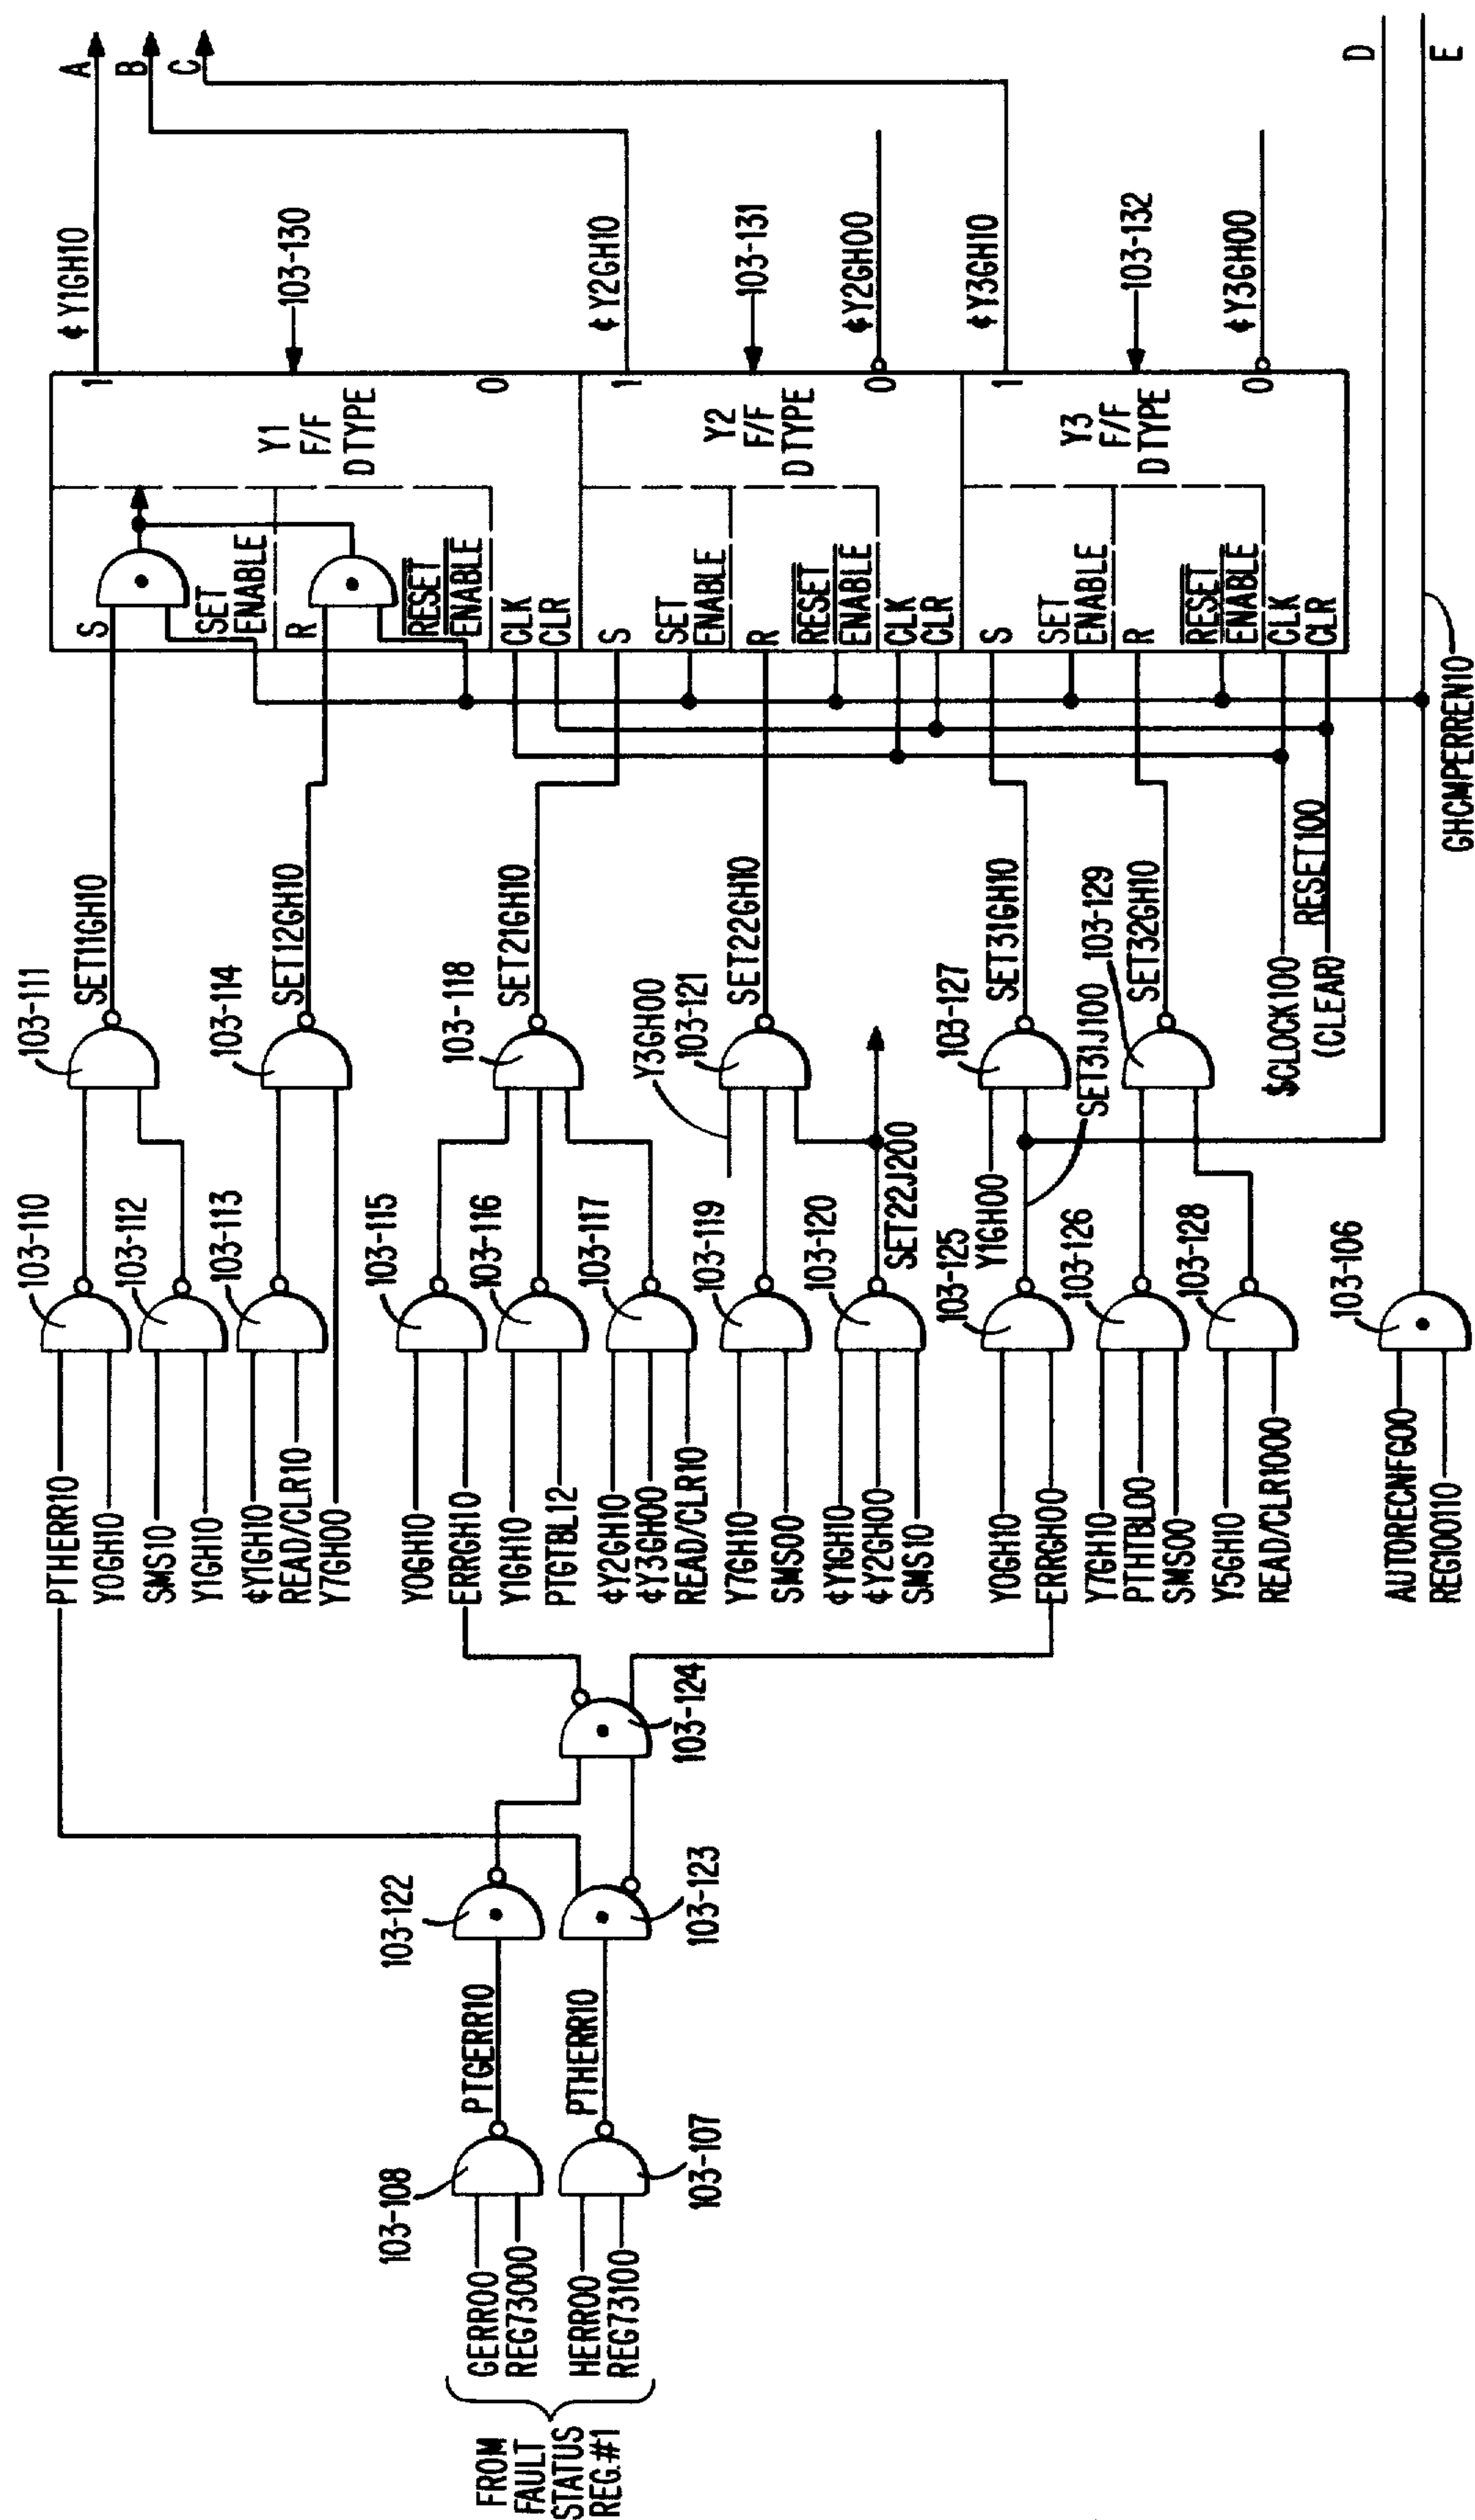 FROM
FAULT
STATUS
REG.#1
GERR00
REG73000
HERR00
REG73100
103-108
103-107
PTGERR10
PTHERR10
103-122
103-123
103-124
PTHERR10
Y0GH10
SMS10
Y1GH10
¢Y1GH10
READ/CLR10
Y7GH00
Y0GH10
ERRGH10
Y1GH10
PTGTBL12
¢Y2GH10
¢Y3GH00
READ/CLR10
Y7GH10
SMS00
¢Y1GH10
¢Y2GH00
SMS10
Y0GH10
ERRGH00
Y7GH10
PTHTBL00
SMS00
Y5GH10
READ/CLR1000
AUTORECNFG00
REG100110
103-110
103-112
103-113
103-115
103-116
103-117
103-119
103-120
103-125
103-126
103-128
103-106
SET22J200
Y1GH00
103-111
103-114
103-118
Y3GH00
103-121
103-127
SET31J100
103-129
SET11GH10
SET12GH10
SET21GH10
SET22GH10
SET31GH10
SET32GH10
$CLOCK100
RESET100
(CLEAR)
GHCMPERREN10
S
SET
ENABLE
R
RESET
ENABLE
CLK
CLR
S
SET
ENABLE
R
RESET
ENABLE
CLK
CLR
S
SET
ENABLE
R
RESET
ENABLE
CLK
CLR
1
Y1
F/F
D TYPE
0
1
Y2
F/F
D TYPE
0
1
Y3
F/F
D TYPE
0
¢Y1GH10
103-130
¢Y2GH10
103-131
¢Y2GH00
¢Y3GH10
103-132
¢Y3GH00
A
B
C
D
E